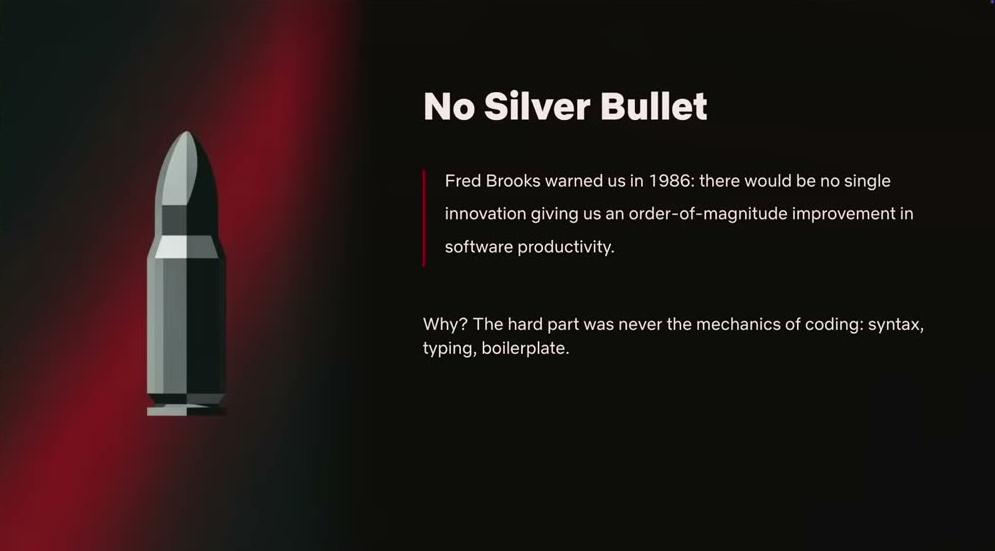 No Silver Bullet
Fred Brooks warned us in 1986: there would be no single
innovation giving us an order-of-magnitude improvement in
software productivity.
Why? The hard part was never the mechanics of coding: syntax,
typing, boilerplate.